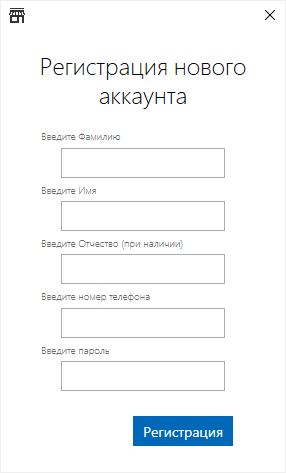 Регистрация нового
аккаунта
Введите Фамилию
Введите Имя
Введите Отчество (при наличии)
Введите номер телефона
Введите пароль
Регистрация